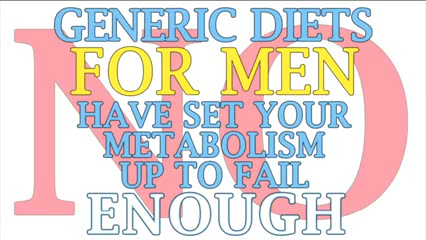 NO
GENERIC DIETS
FOR MEN
HAVE SET YOUR
METABOLISM
UP TO FAIL
ENOUGH